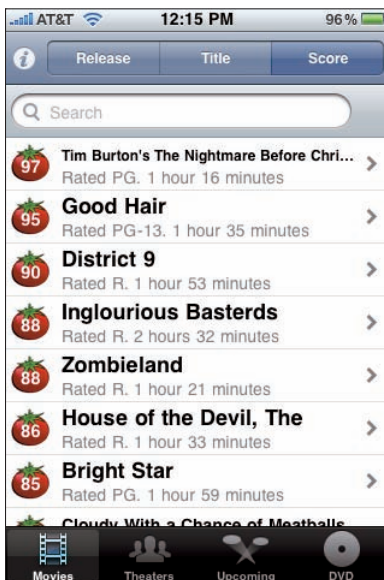 AT&T 12:15 PM 96%
Release Title Score
Search
97 Tim Burton's The Nightmare Before Chri...
Rated PG. 1 hour 16 minutes
95 Good Hair
Rated PG-13. 1 hour 35 minutes
90 District 9
Rated R. 1 hour 53 minutes
88 Inglourious Basterds
Rated R. 2 hours 32 minutes
88 Zombieland
Rated R. 1 hour 21 minutes
86 House of the Devil, The
Rated R. 1 hour 33 minutes
85 Bright Star
Rated PG. 1 hour 59 minutes
Cloudy With a Chance of Meatballs
Movies Theaters Upcoming DVD